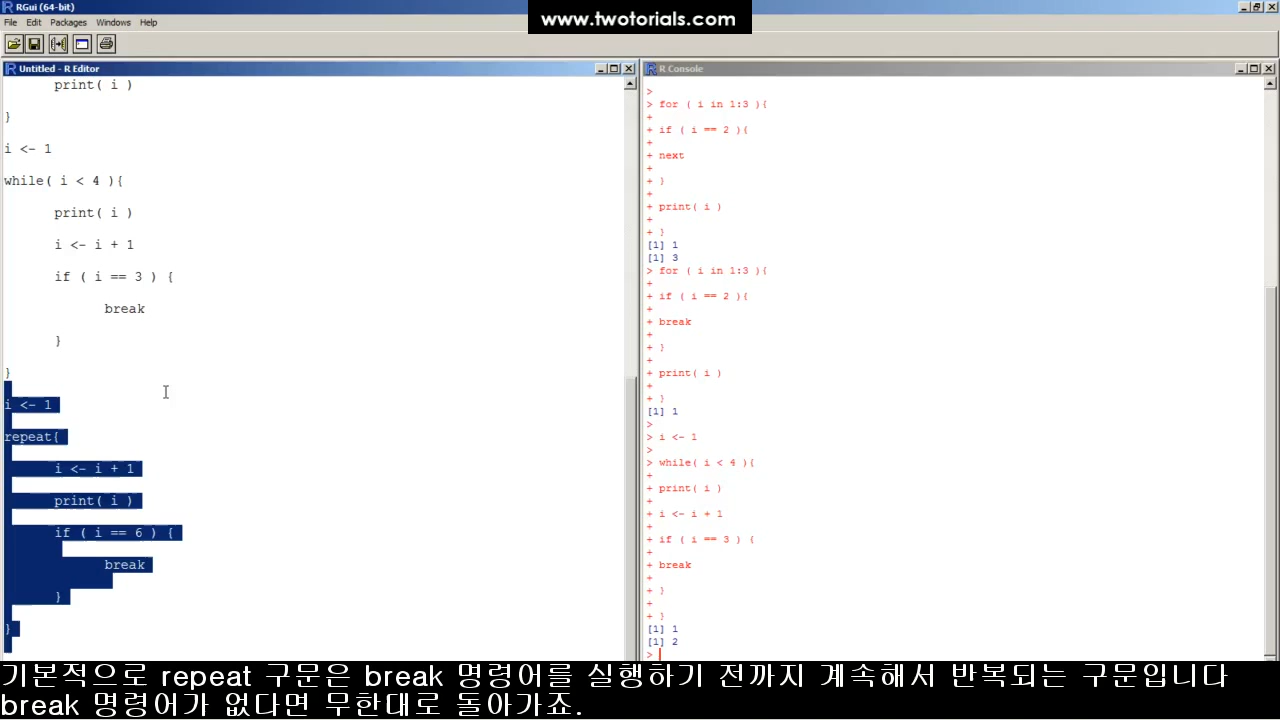 RGui (64-bit)
www.twotorials.com
File Edit Packages Windows Help
Untitled - R Editor
print( i )
}
i <- 1
while( i < 4 ){
print( i )
i <- i + 1
if ( i == 3 ) {
break
}
}
i <- 1
repeat{
i <- i + 1
print( i )
if ( i == 6 ) {
break
}
}
R Console
>
> for ( i in 1:3 ){
+
+ if ( i == 2 ){
+
+ next
+
+ }
+
+ print( i )
+
+ }
[1] 1
[1] 3
> for ( i in 1:3 ){
+
+ if ( i == 2 ){
+
+ break
+
+ }
+
+ print( i )
+
+ }
[1] 1
>
> i <- 1
>
> while( i < 4 ){
+
+ print( i )
+
+ i <- i + 1
+
+ if ( i == 3 ) {
+
+ break
+
+ }
+
+ }
[1] 1
[1] 2
>
기본적으로 repeat 구문은 break 명령어를 실행하기 전까지 계속해서 반복되는 구문입니다
break 명령어가 없다면 무한대로 돌아가죠.